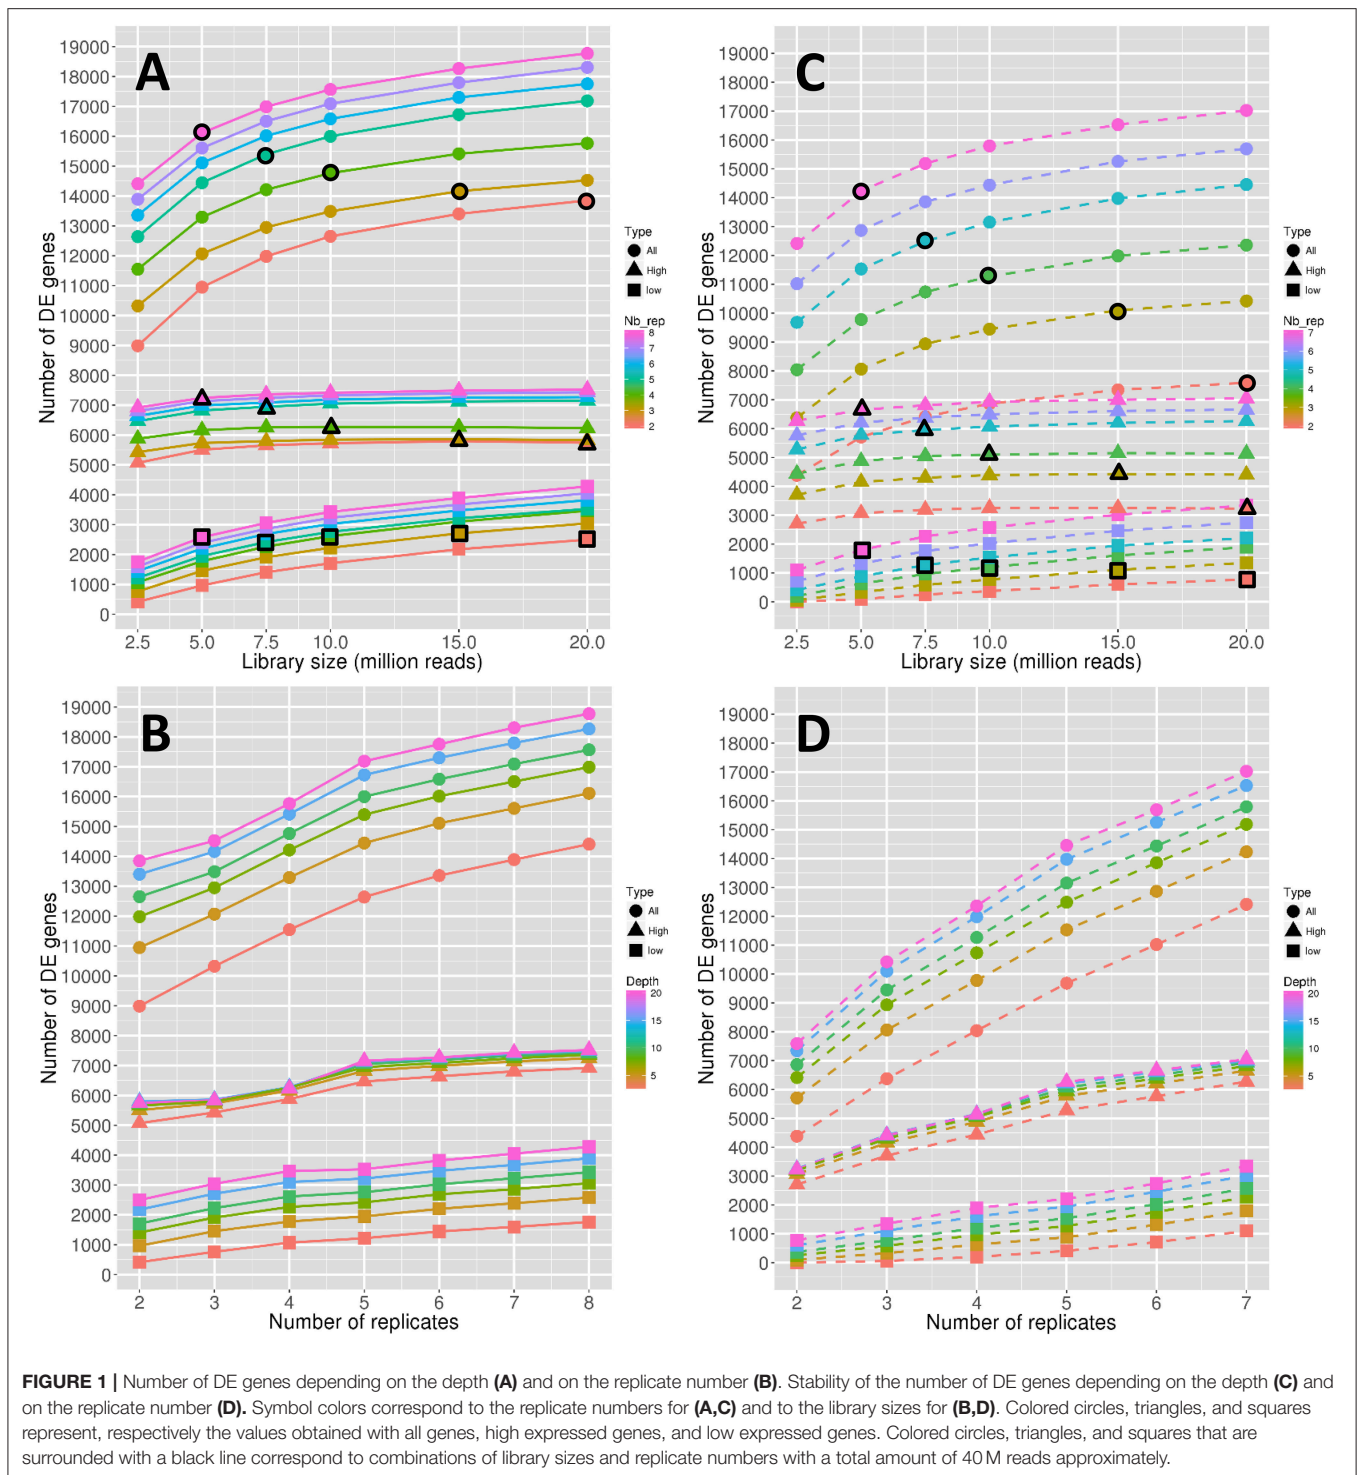 A
19000
18000
17000
16000
15000
14000
13000
12000
11000
10000
9000
8000
7000
6000
5000
4000
3000
2000
1000
0
Number of DE genes
2.5 5.0 7.5 10.0 15.0 20.0
Library size (million reads)
Type
All
High
low
Nb_rep
8
7
6
5
4
3
2
C
19000
18000
17000
16000
15000
14000
13000
12000
11000
10000
9000
8000
7000
6000
5000
4000
3000
2000
1000
0
Number of DE genes
2.5 5.0 7.5 10.0 15.0 20.0
Library size (million reads)
Type
All
High
low
Nb_rep
7
6
5
4
3
2
B
19000
18000
17000
16000
15000
14000
13000
12000
11000
10000
9000
8000
7000
6000
5000
4000
3000
2000
1000
0
Number of DE genes
2 3 4 5 6 7 8
Number of replicates
Type
All
High
low
Depth
20
15
10
5
D
19000
18000
17000
16000
15000
14000
13000
12000
11000
10000
9000
8000
7000
6000
5000
4000
3000
2000
1000
0
Number of DE genes
2 3 4 5 6 7
Number of replicates
Type
All
High
low
Depth
20
15
10
5
FIGURE 1 | Number of DE genes depending on the depth (A) and on the replicate number (B). Stability of the number of DE genes depending on the depth (C) and
on the replicate number (D). Symbol colors correspond to the replicate numbers for (A,C) and to the library sizes for (B,D). Colored circles, triangles, and squares
represent, respectively the values obtained with all genes, high expressed genes, and low expressed genes. Colored circles, triangles, and squares that are
surrounded with a black line correspond to combinations of library sizes and replicate numbers with a total amount of 40 M reads approximately.